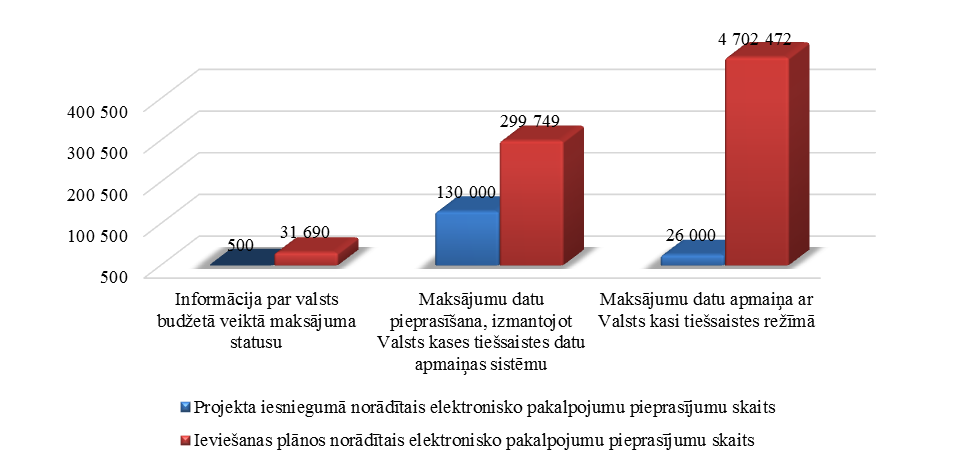 4 702 472
299 749
130 000
31 690
500
26 000
400 500
300 500
200 500
100 500
500
Informācija par valsts
budžetā veiktā maksājuma
statusu
Maksājumu datu
pieprasīšana, izmantojot
Valsts kases tiešsaistes datu
apmaiņas sistēmu
Maksājumu datu apmaiņa ar
Valsts kasi tiešsaistes režīmā
Projekta iesniegumā norādītais elektronisko pakalpojumu pieprasījumu skaits
Ieviešanas plānos norādītais elektronisko pakalpojumu pieprasījumu skaits